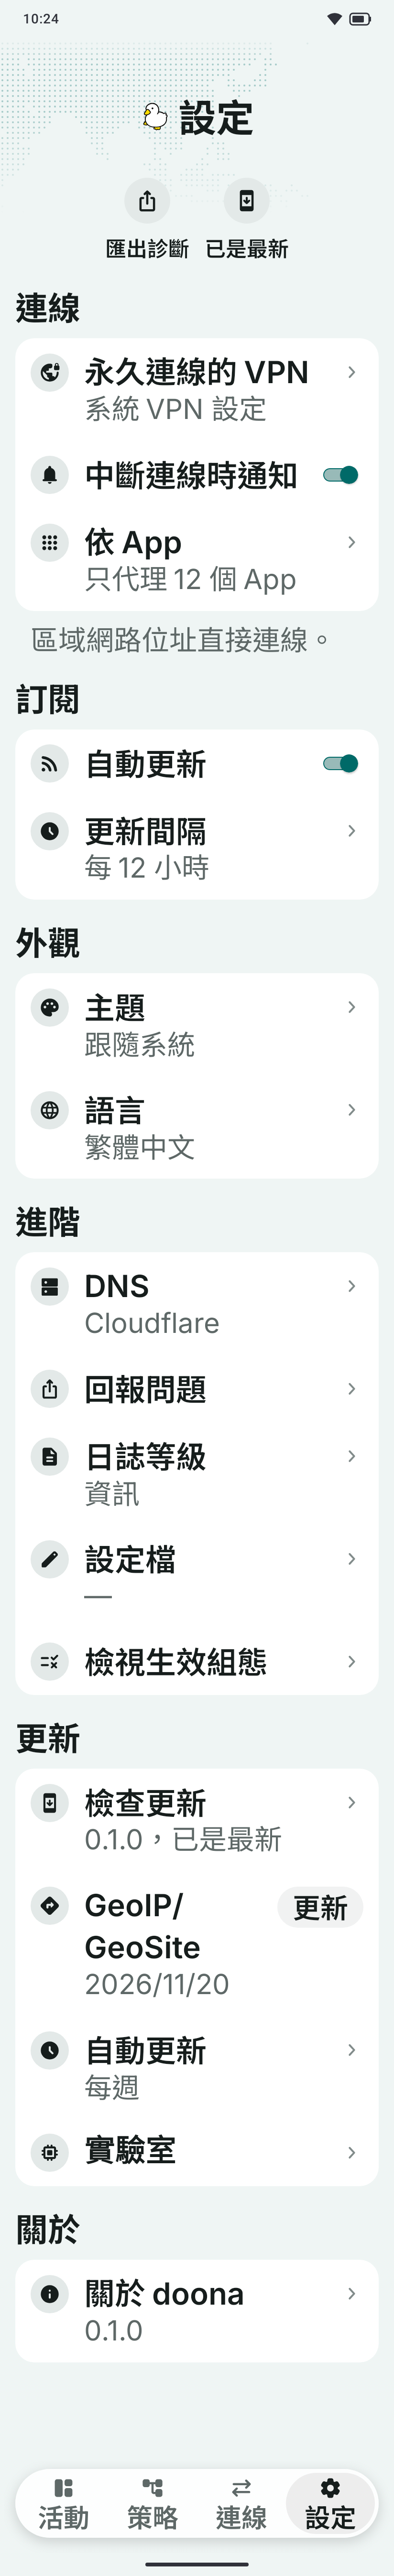 10:24
設定
匯出診斷 已是最新
連線
永久連線的 VPN
系統 VPN 設定
中斷連線時通知
依 App
只代理 12 個 App
區域網路位址直接連線。
訂閱
自動更新
更新間隔
每 12 小時
外觀
主題
跟隨系統
語言
繁體中文
進階
DNS
Cloudflare
回報問題
日誌等級
資訊
設定檔
—
檢視生效組態
更新
檢查更新
0.1.0，已是最新
GeoIP/
GeoSite
更新
2026/11/20
自動更新
每週
實驗室
關於
關於 doona
0.1.0
活動 策略 連線 設定